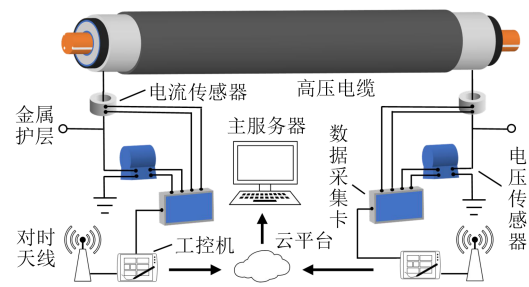 电流传感器
高压电缆
金属
护层
主服务器
数据采集卡
电压传感器
对时
天线
工控机
云平台